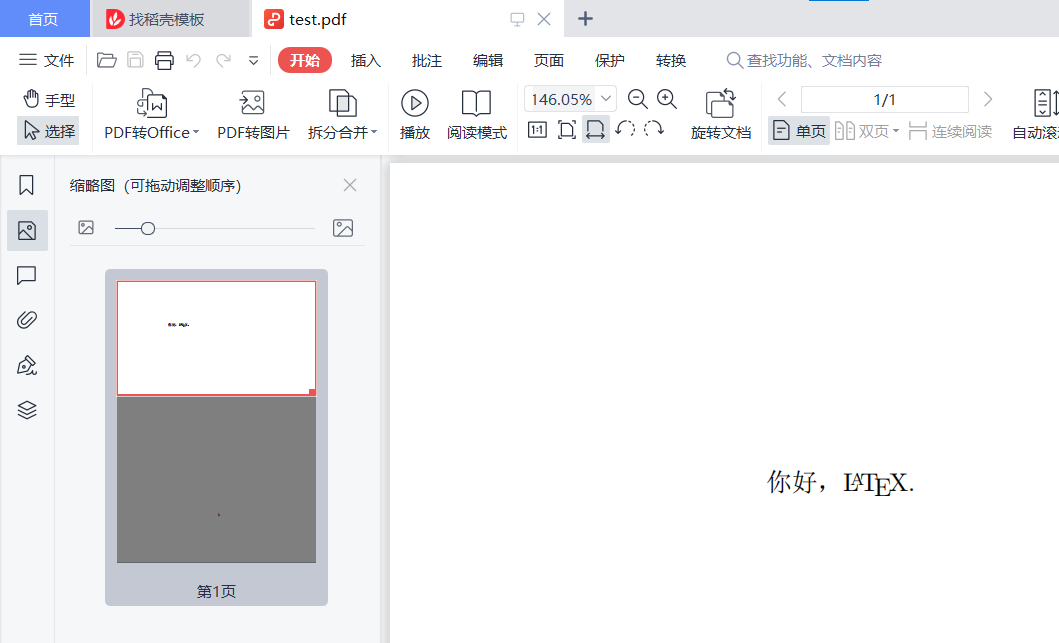 首页 找稻壳模板 test.pdf
文件 开始 插入 批注 编辑 页面 保护 转换 查找功能、文档内容
手型 146.05% 1/1
选择 PDF转Office PDF转图片 拆分合并 播放 阅读模式 1:1 旋转文档 单页 双页 连续阅读 自动滚
缩略图 (可拖动调整顺序)
你好，LATEX.
第1页